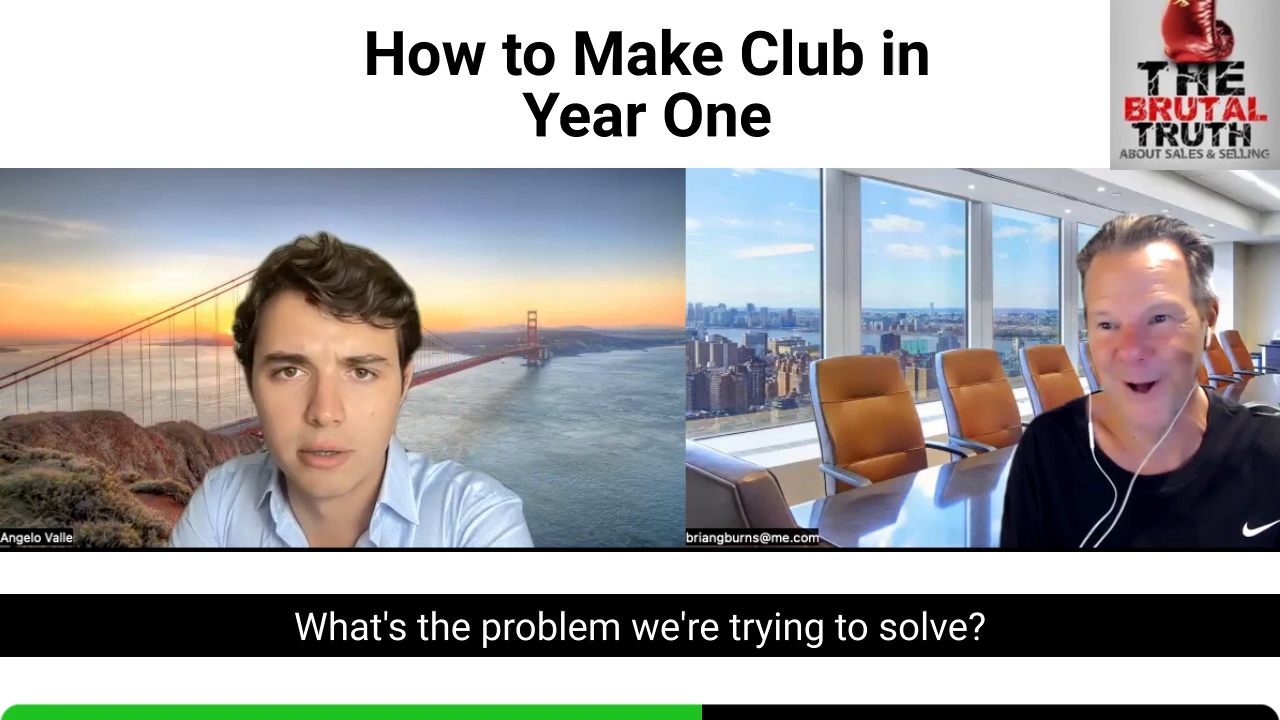 How to Make Club in
Year One
THE
BRUTAL
TRUTH
ABOUT SALES & SELLING
Angelo Valle
briangburns@me.com
What's the problem we're trying to solve?